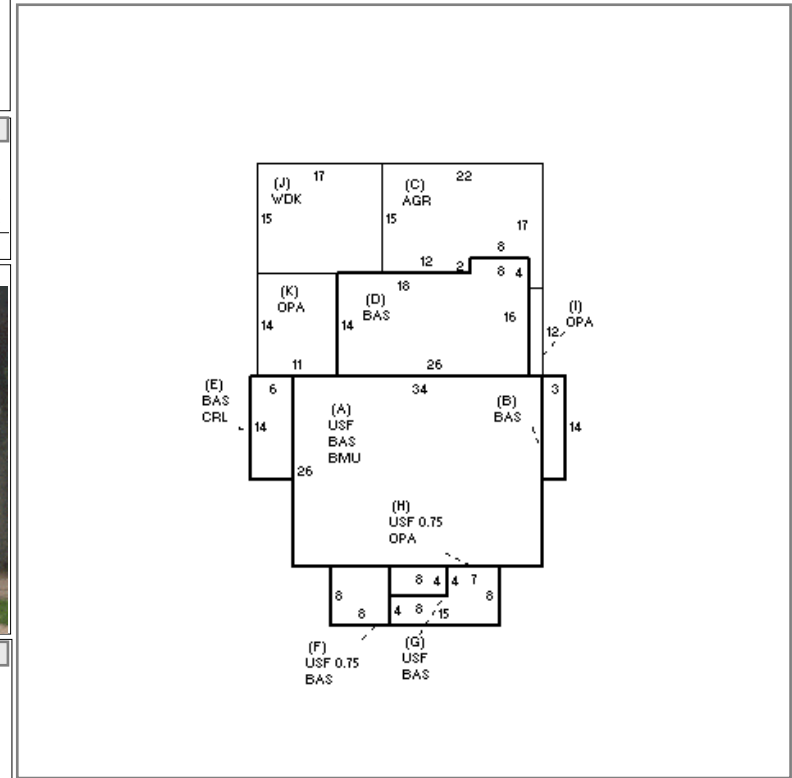 (J)
WDK
17
15
(C)
AGR
22
15
17
8
12
2
8
4
18
(K)
OPA
14
11
(D)
BAS
14
16
26
(I)
OPA
12
(E)
BAS
CRL
6
14
34
(A)
USF
BAS
BMU
26
(B)
BAS
3
14
(H)
USF 0.75
OPA
8
4
4
7
8
8
8
4
8
15
(F)
USF 0.75
BAS
(G)
USF
BAS